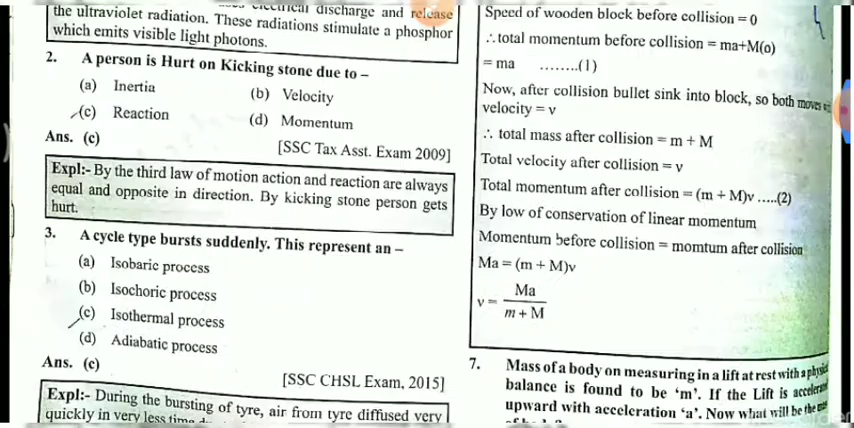 the ultraviolet radiation. These radiations stimulate a phosphor
which emits visible light photons.
2. A person is Hurt on Kicking stone due to –
(a) Inertia (b) Velocity
(c) Reaction (d) Momentum
Ans. (c) [SSC Tax Asst. Exam 2009]
Expl:- By the third law of motion action and reaction are always
equal and opposite in direction. By kicking stone person gets
hurt.
3. A cycle type bursts suddenly. This represent an –
(a) Isobaric process
(b) Isochoric process
(c) Isothermal process
(d) Adiabatic process
Ans. (c) [SSC CHSL Exam, 2015]
Expl:- During the bursting of tyre, air from tyre diffused very
quickly in very less time
Speed of wooden block before collision = 0
∴ total momentum before collision = ma+M(o)
= ma ........(1)
Now, after collision bullet sink into block, so both moves
velocity = v
∴ total mass after collision = m + M
Total velocity after collision = v
Total momentum after collision = (m + M)v .....(2)
By low of conservation of linear momentum
Momentum before collision = momtum after collision
Ma = (m + M)v
v = Ma / m + M
7. Mass of a body on measuring in a lift at rest with a
balance is found to be ‘m’. If the Lift is
upward with acceleration ‘a’. Now what will be the